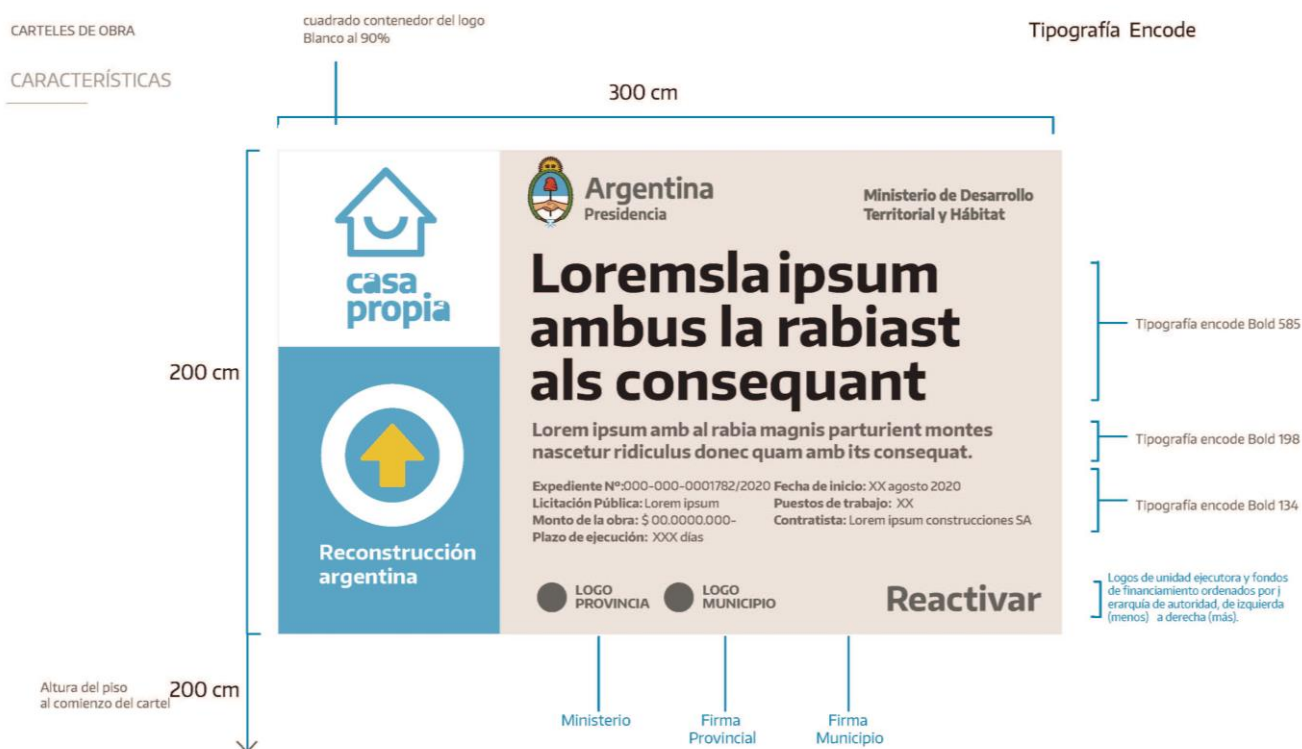 CARTELES DE OBRA
CARACTERÍSTICAS
cuadrado contenedor del logo
Blanco al 90%
Tipografía Encode
300 cm
200 cm
casa
propia
Reconstrucción
argentina
Argentina
Presidencia
Ministerio de Desarrollo
Territorial y Hábitat
Loremsla ipsum
ambus la rabiast
als consequant
Lorem ipsum amb al rabia magnis parturient montes
nascetur ridiculus donec quam amb its consequat.
Expediente Nº:000-000-0001782/2020 Fecha de inicio: XX agosto 2020
Licitación Pública: Lorem ipsum Puestos de trabajo: XX
Monto de la obra: $ 00.0000.000- Contratista: Lorem ipsum construcciones SA
Plazo de ejecución: XXX días
LOGO
PROVINCIA
LOGO
MUNICIPIO
Reactivar
Tipografía encode Bold 585
Tipografía encode Bold 198
Tipografía encode Bold 134
Logos de unidad ejecutora y fondos
de financiamiento ordenados por j
erarquía de autoridad, de izquierda
(menos) a derecha (más).
Altura del piso
al comienzo del cartel
200 cm
Ministerio
Firma
Provincial
Firma
Municipio